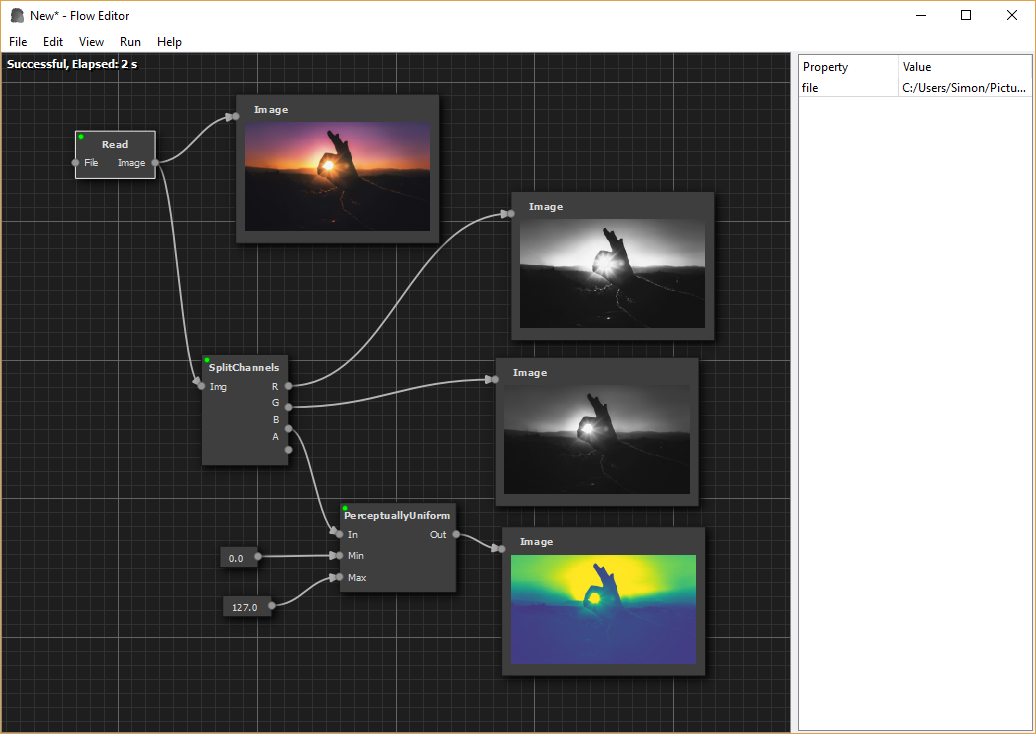 New* - Flow Editor
File Edit View Run Help
Successful, Elapsed: 2 s
Property Value
file C:/Users/Simon/Pictu...
Read
File Image
Image
Image
SplitChannels
Img R
G
B
A
Image
PerceptuallyUniform
In Out
Min
Max
0.0
127.0
Image